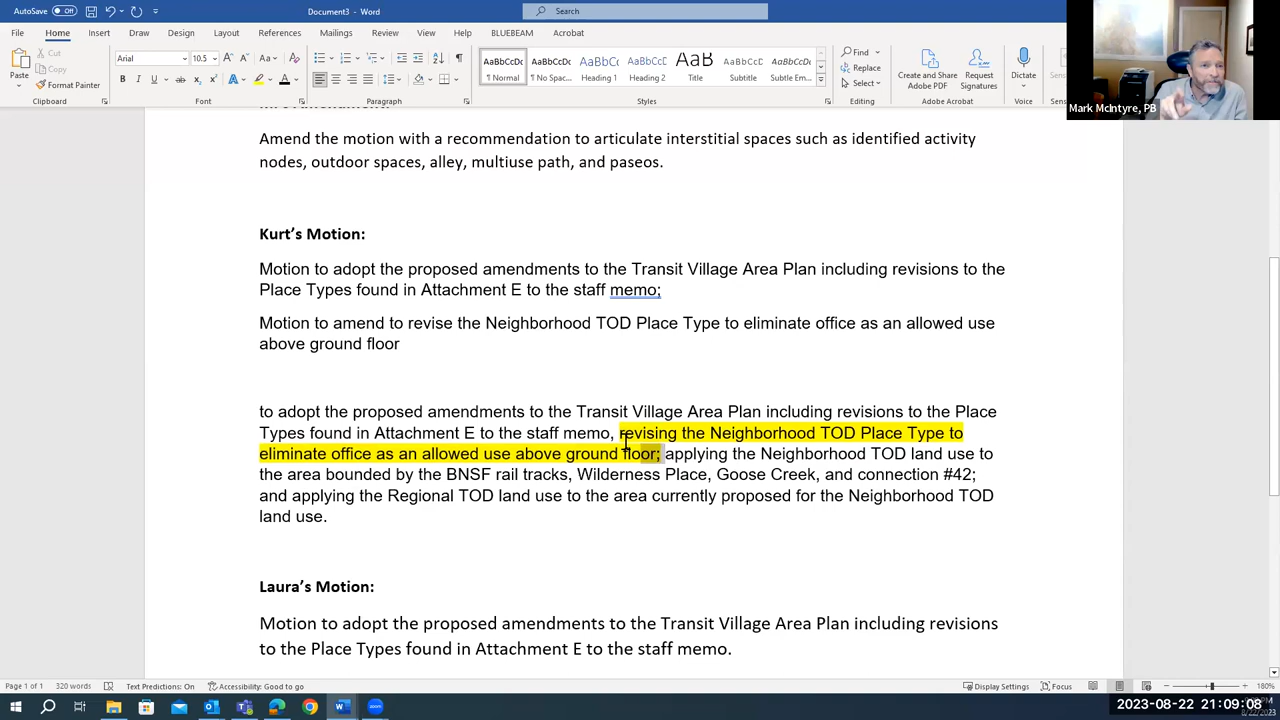 AutoSave Off Document3 - Word Search
File Home Insert Draw Design Layout References Mailings Review View Help BLUEBEAM Acrobat
Paste Cut Copy Format Painter
Arial 10.5
AaBbCcDc AaBbCcDc AaBbCc AaBbCcD AaB AaBbCcD AaBbCcDc
¶ Normal ¶ No Spac... Heading 1 Heading 2 Title Subtitle Subtle Em...
Find Replace Select
Create and Share Adobe PDF Request Signatures Dictate
Clipboard Font Paragraph Styles Editing Adobe Acrobat Voice
Mark McIntyre, PB
Amend the motion with a recommendation to articulate interstitial spaces such as identified activity
nodes, outdoor spaces, alley, multiuse path, and paseos.
Kurt’s Motion:
Motion to adopt the proposed amendments to the Transit Village Area Plan including revisions to the
Place Types found in Attachment E to the staff memo;
Motion to amend to revise the Neighborhood TOD Place Type to eliminate office as an allowed use
above ground floor
to adopt the proposed amendments to the Transit Village Area Plan including revisions to the Place
Types found in Attachment E to the staff memo, revising the Neighborhood TOD Place Type to
eliminate office as an allowed use above ground floor; applying the Neighborhood TOD land use to
the area bounded by the BNSF rail tracks, Wilderness Place, Goose Creek, and connection #42;
and applying the Regional TOD land use to the area currently proposed for the Neighborhood TOD
land use.
Laura’s Motion:
Motion to adopt the proposed amendments to the Transit Village Area Plan including revisions
to the Place Types found in Attachment E to the staff memo.
Page 1 of 1 320 words Text Predictions: On Accessibility: Good to go Display Settings Focus 180%
2023-08-22 21:09:08